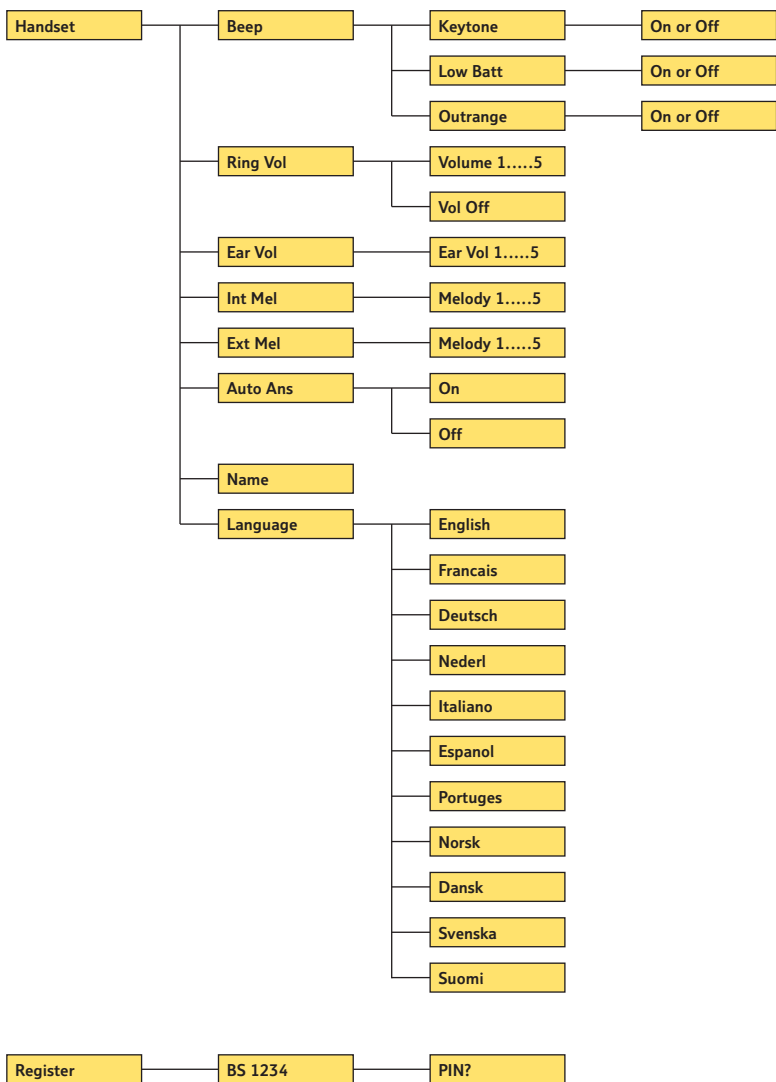 Handset Beep Keytone On or Off
Low Batt On or Off
Outrange On or Off
Ring Vol Volume 1.....5
Vol Off
Ear Vol Ear Vol 1.....5
Int Mel Melody 1.....5
Ext Mel Melody 1.....5
Auto Ans On
Off
Name
Language English
Francais
Deutsch
Nederl
Italiano
Espanol
Portuges
Norsk
Dansk
Svenska
Suomi
Register BS 1234 PIN?